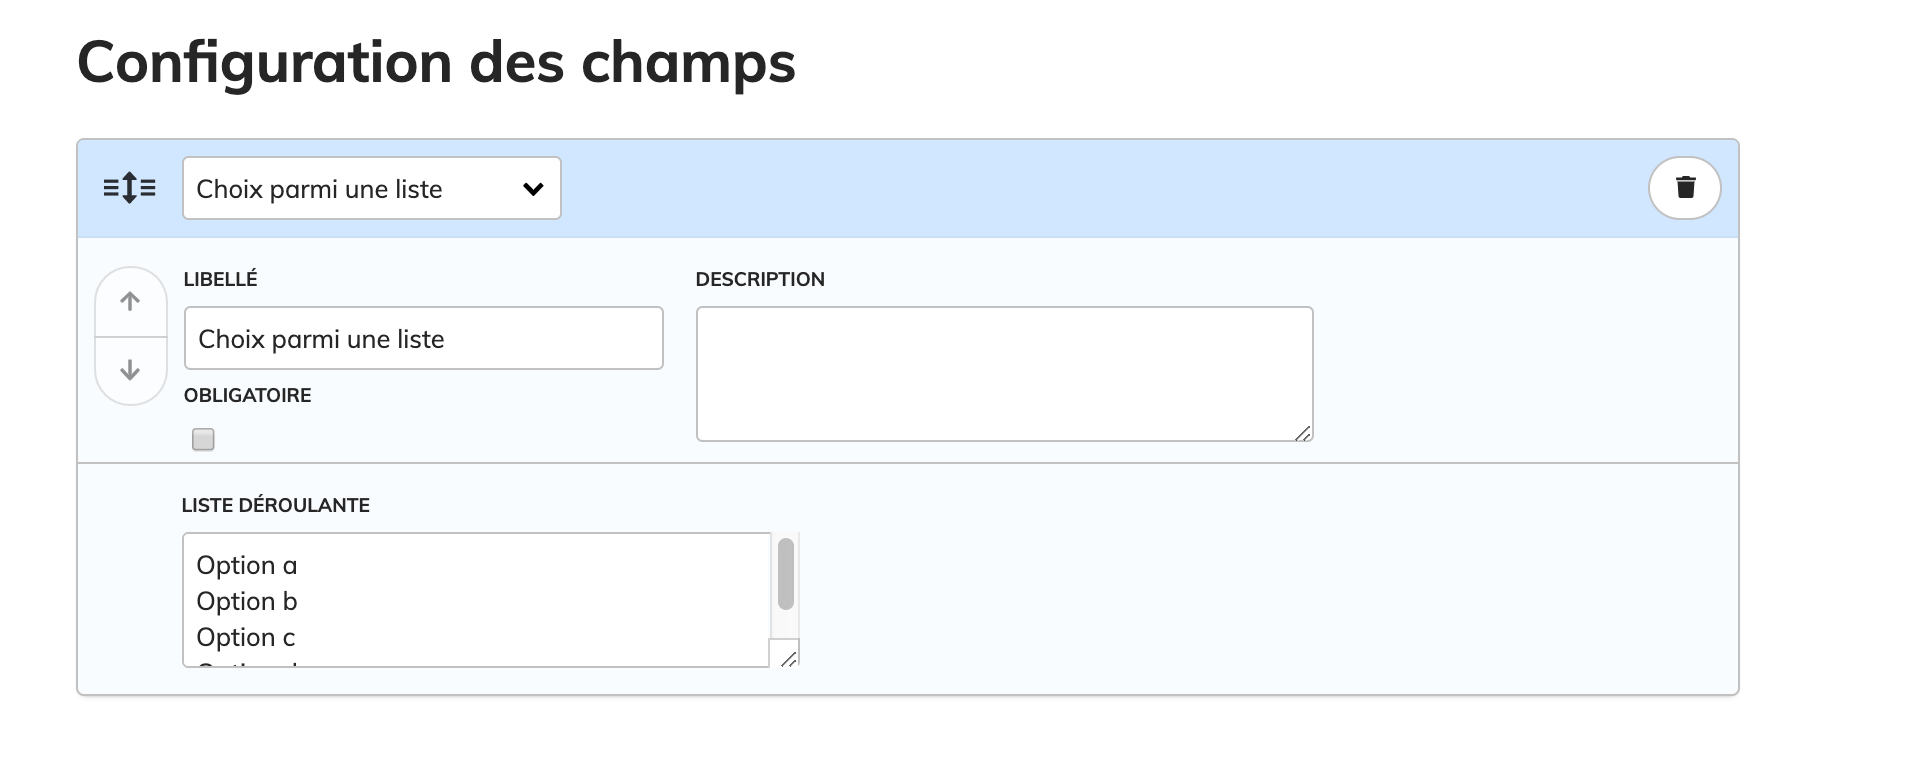 Configuration des champs
Choix parmi une liste
LIBELLÉ
DESCRIPTION
Choix parmi une liste
OBLIGATOIRE
LISTE DÉROULANTE
Option a
Option b
Option c